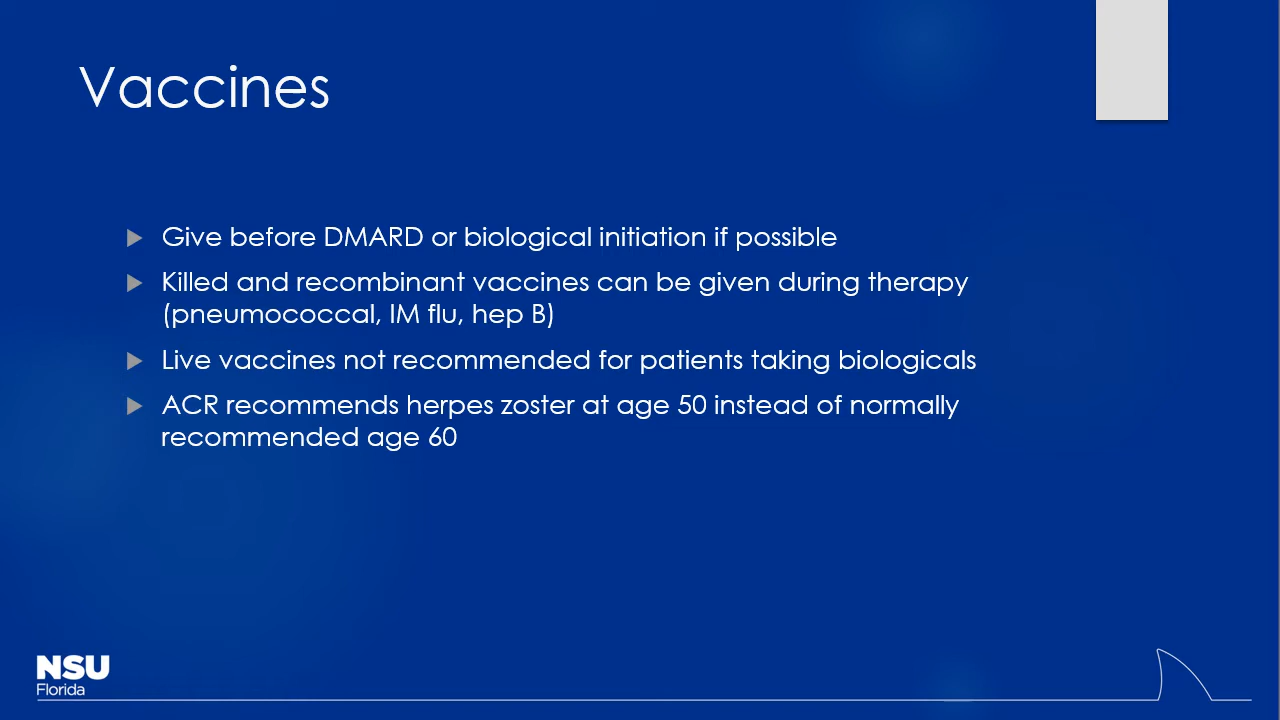 Vaccines
Give before DMARD or biological initiation if possible
Killed and recombinant vaccines can be given during therapy
(pneumococcal, IM flu, hep B)
Live vaccines not recommended for patients taking biologicals
ACR recommends herpes zoster at age 50 instead of normally
recommended age 60
NSU
Florida